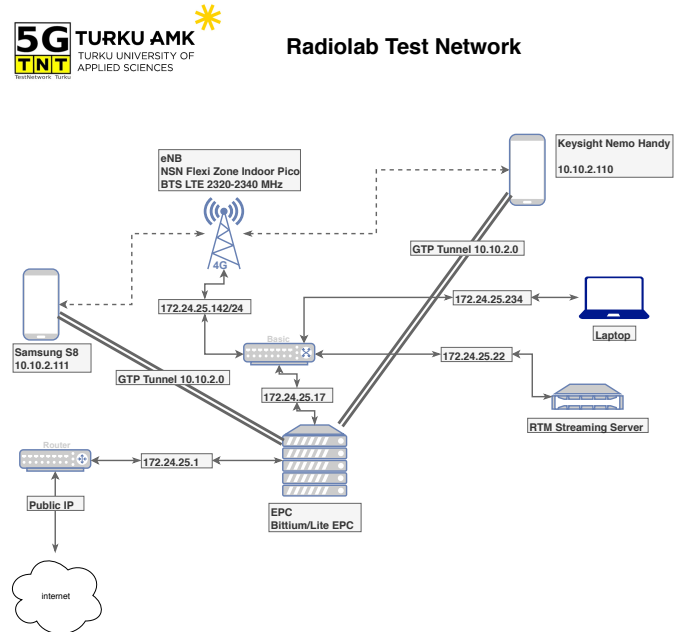 5G
TNT
TestNetwork Turku
TURKU AMK
TURKU UNIVERSITY OF
APPLIED SCIENCES
Radiolab Test Network
eNB
NSN Flexi Zone Indoor Pico
BTS LTE 2320-2340 MHz
Keysight Nemo Handy
10.10.2.110
GTP Tunnel 10.10.2.0
4G
172.24.25.142/24
172.24.25.234
Laptop
Basic
172.24.25.22
Samsung S8
10.10.2.111
GTP Tunnel 10.10.2.0
172.24.25.17
RTM Streaming Server
Router
172.24.25.1
Public IP
EPC
Bittium/Lite EPC
internet